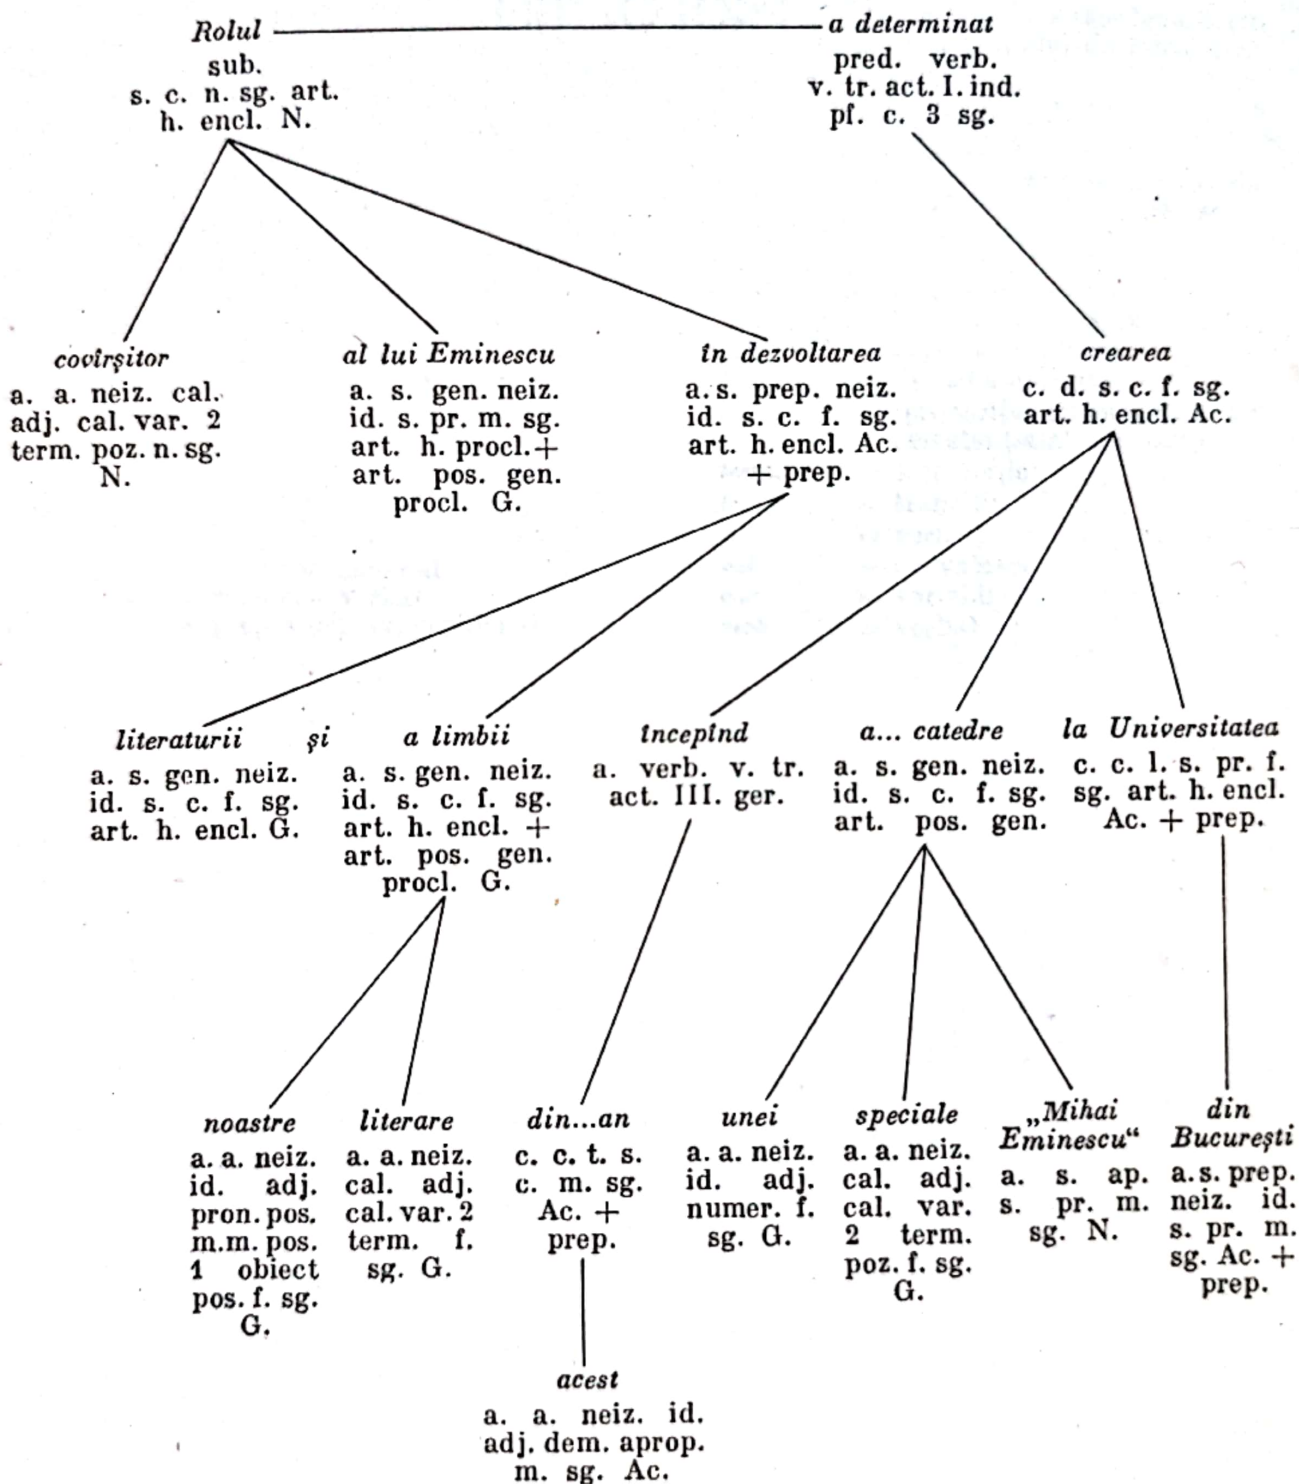 Rolul
sub.
s. c. n. sg. art.
h. encl. N.
a determinat
pred. verb.
v. tr. act. I. ind.
pf. c. 3 sg.
covîrşitor
a. a. neiz. cal.
adj. cal. var. 2
term. poz. n. sg.
N.
al lui Eminescu
a. s. gen. neiz.
id. s. pr. m. sg.
art. h. procl. +
art. pos. gen.
procl. G.
în dezvoltarea
a. s. prep. neiz.
id. s. c. f. sg.
art. h. encl. Ac.
+ prep.
crearea
c. d. s. c. f. sg.
art. h. encl. Ac.
literaturii
a. s. gen. neiz.
id. s. c. f. sg.
art. h. encl. G.
şi
a limbii
a. s. gen. neiz.
id. s. c. f. sg.
art. h. encl. +
art. pos. gen.
procl. G.
începînd
a. verb. v. tr.
act. III. ger.
a... catedre
a. s. gen. neiz.
id. s. c. f. sg.
art. pos. gen.
la Universitatea
c. c. l. s. pr. f.
sg. art. h. encl.
Ac. + prep.
noastre
a. a. neiz.
id. adj.
pron. pos.
m.m. pos.
1 obiect
pos. f. sg.
G.
literare
a. a. neiz.
cal. adj.
cal. var. 2
term. f.
sg. G.
din...an
c. c. t. s.
c. m. sg.
Ac. +
prep.
unei
a. a. neiz.
id. adj.
numer. f.
sg. G.
speciale
a. a. neiz.
cal. adj.
cal. var.
2 term.
poz. f. sg.
G.
„Mihai
Eminescu“
a. s. ap.
s. pr. m.
sg. N.
din
Bucureşti
a. s. prep.
neiz. id.
s. pr. m.
sg. Ac. +
prep.
acest
a. a. neiz. id.
adj. dem. aprop.
m. sg. Ac.